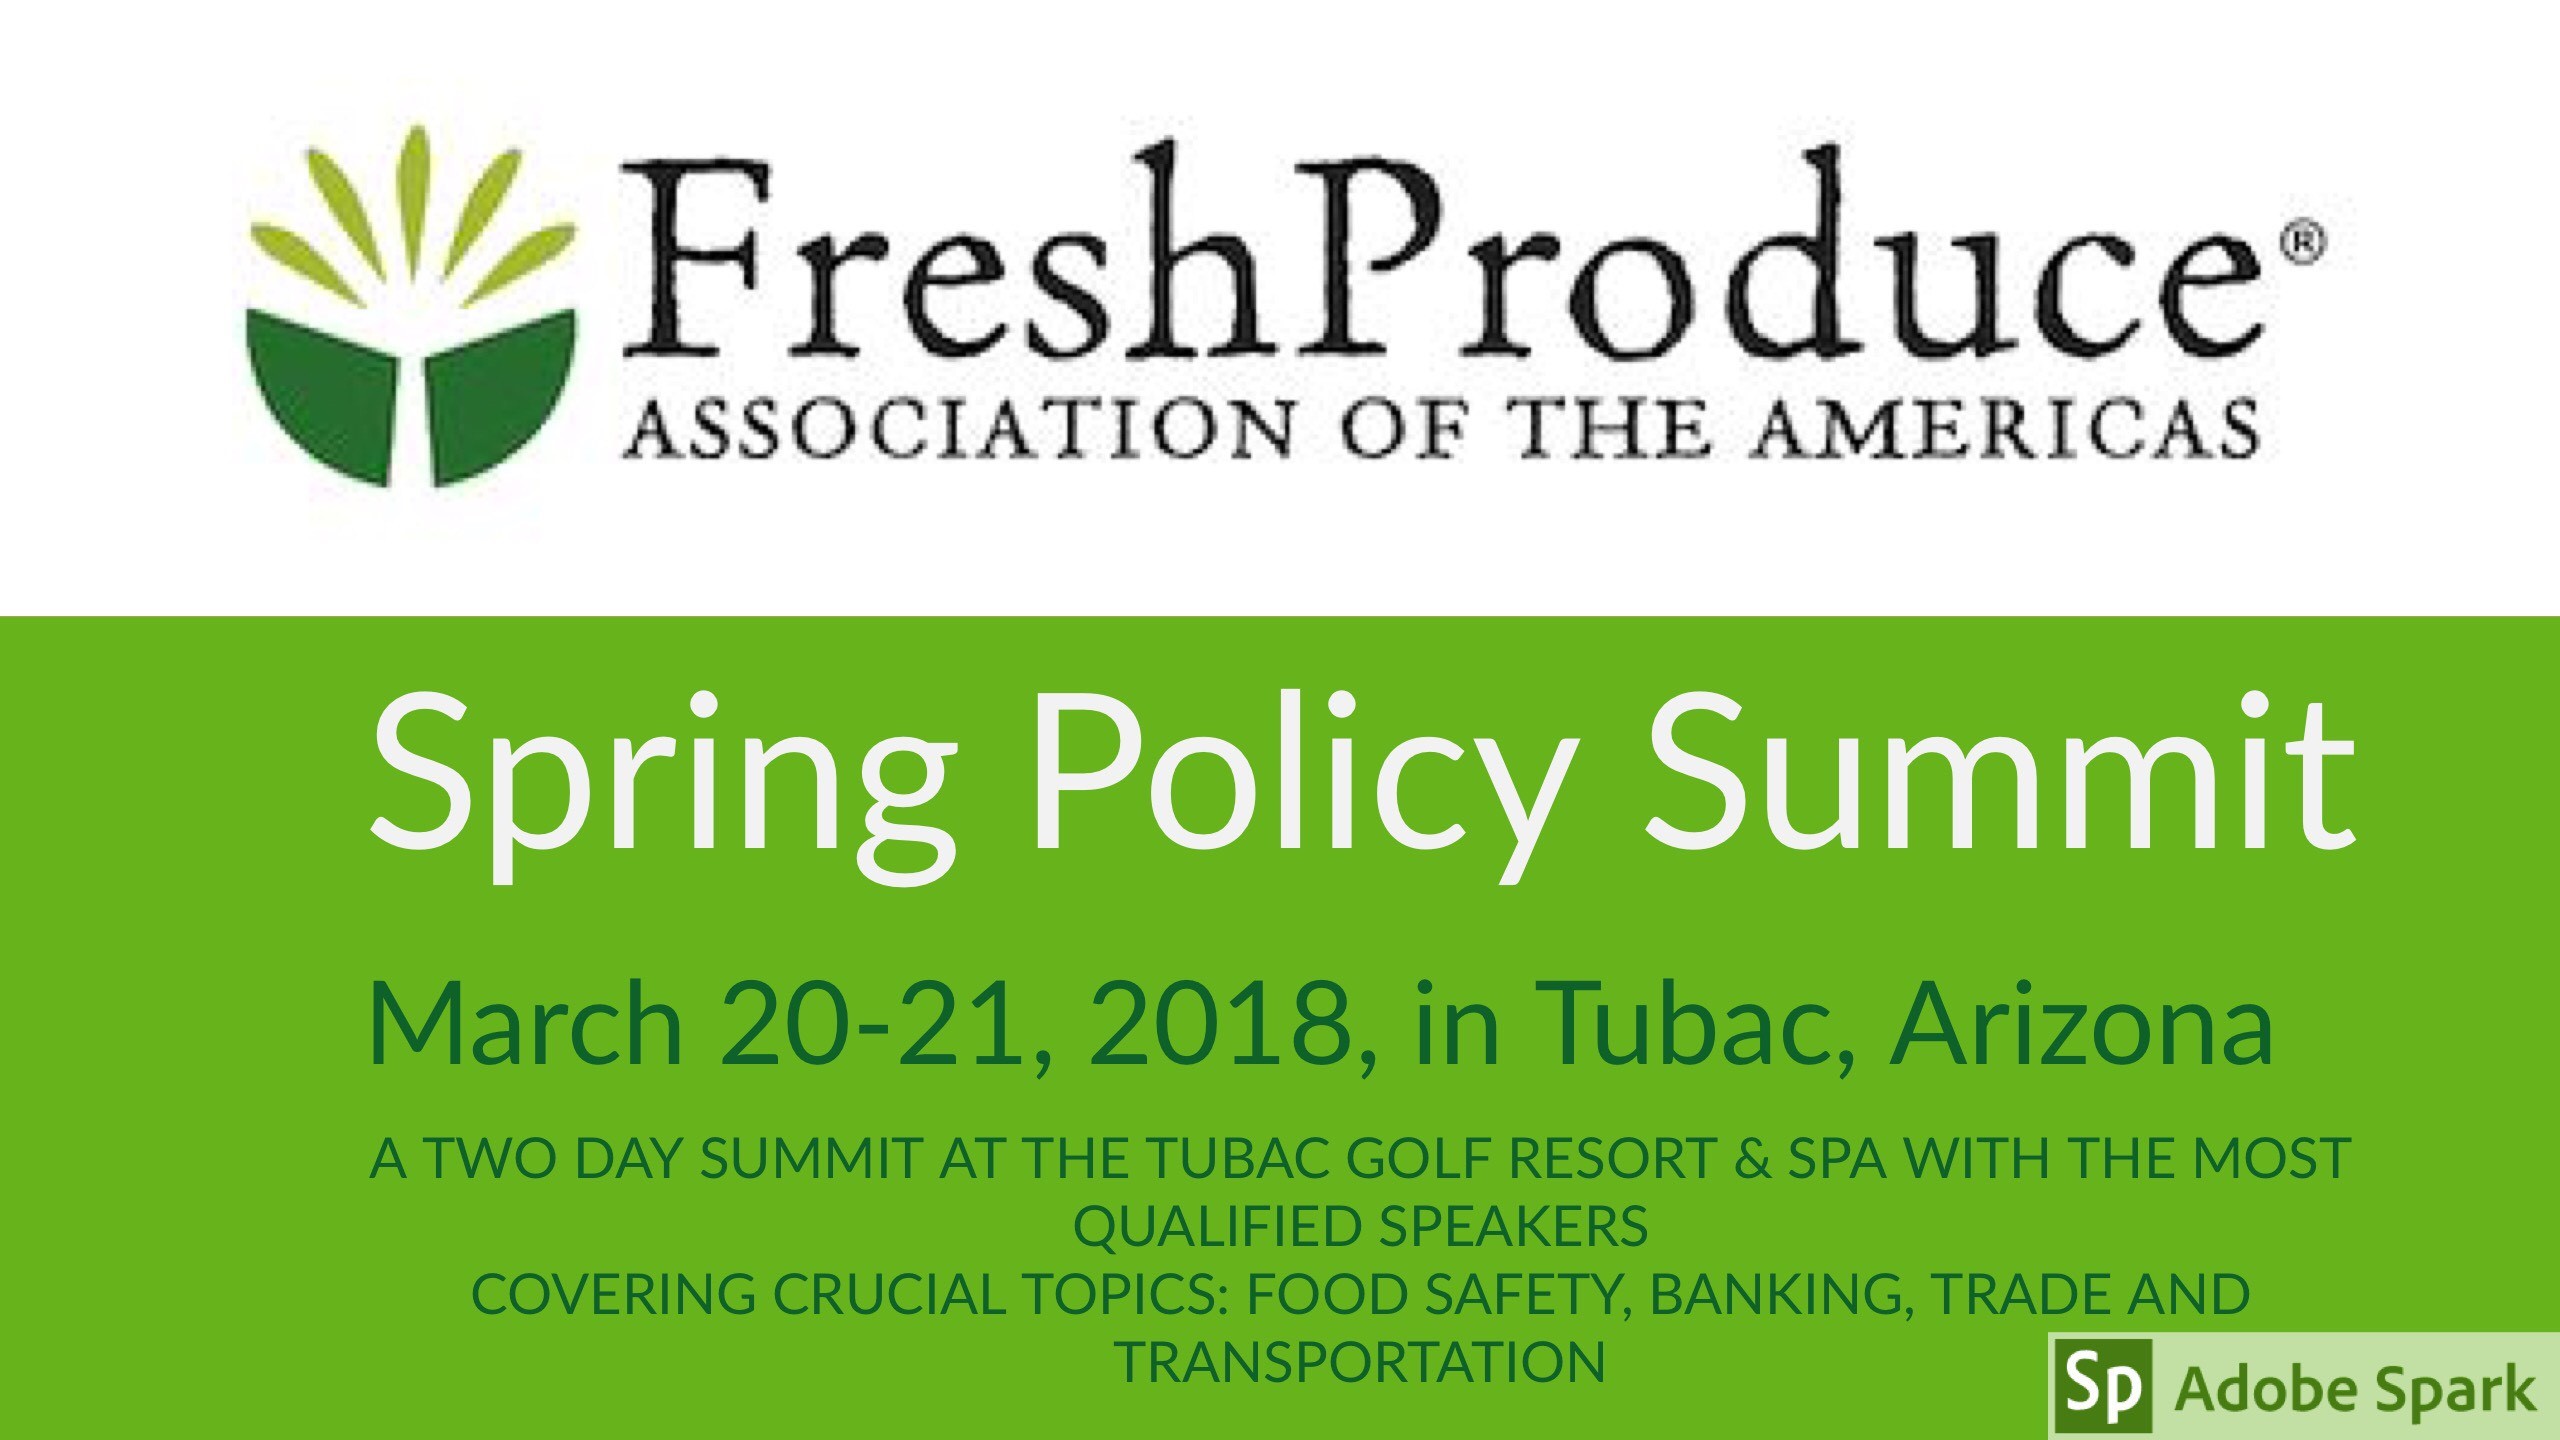 FreshProduce®
ASSOCIATION OF THE AMERICAS
Spring Policy Summit
March 20-21, 2018, in Tubac, Arizona
A TWO DAY SUMMIT AT THE TUBAC GOLF RESORT & SPA WITH THE MOST
QUALIFIED SPEAKERS
COVERING CRUCIAL TOPICS: FOOD SAFETY, BANKING, TRADE AND
TRANSPORTATION
Sp Adobe Spark